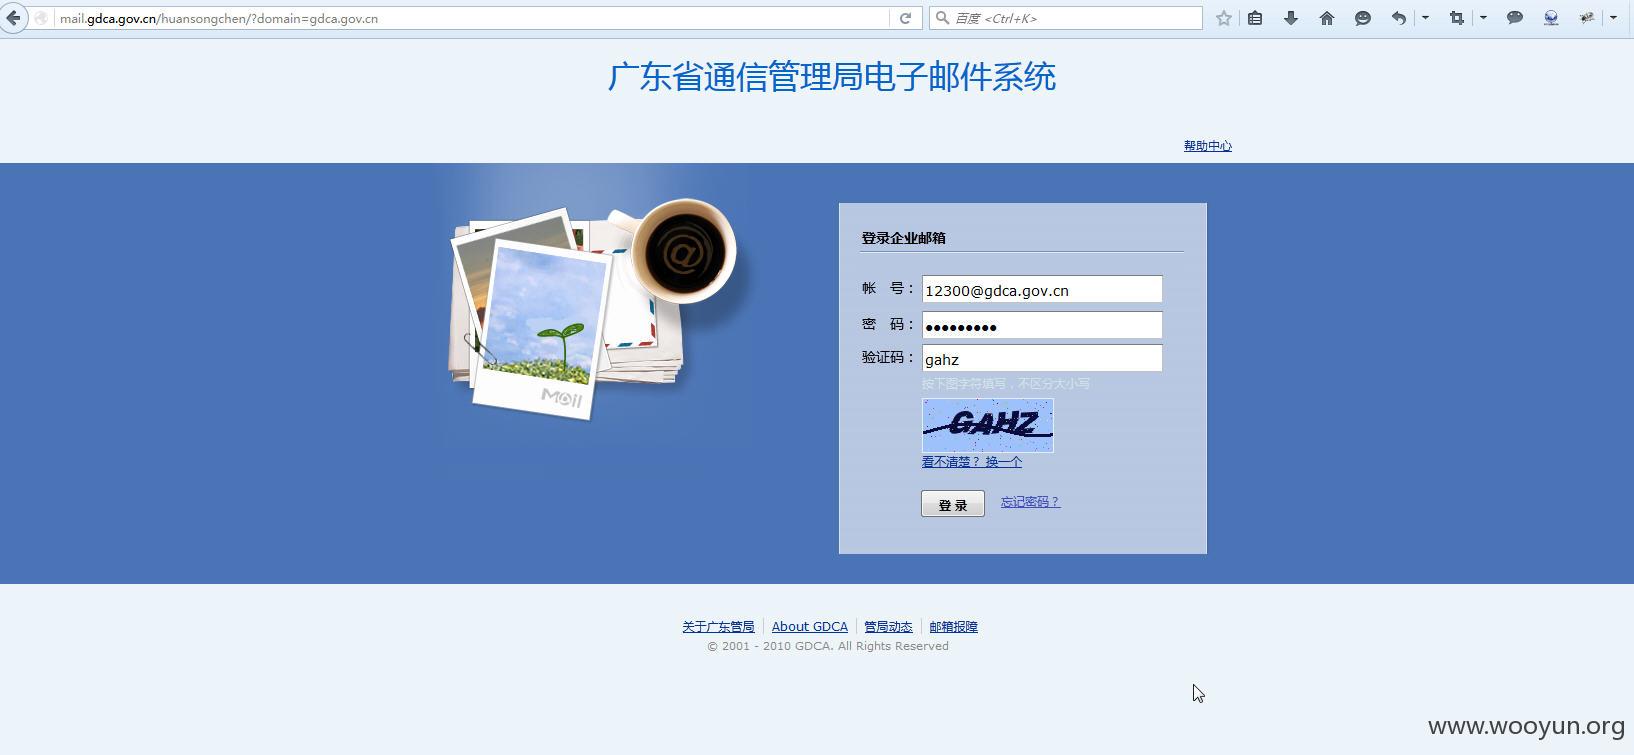 mail.gdca.gov.cn/huansongchen/?domain=gdca.gov.cn
百度 <Ctrl+K>
广东省通信管理局电子邮件系统
帮助中心
登录企业邮箱
帐 号： 12300@gdca.gov.cn
密 码： ●●●●●●●●●
验证码： gahz
按下图字符填写，不区分大小写
GAHZ
看不清楚？ 换一个
登 录 忘记密码？
Mail
关于广东管局 About GDCA 管局动态 邮箱报障
© 2001 - 2010 GDCA. All Rights Reserved
www.wooyun.org